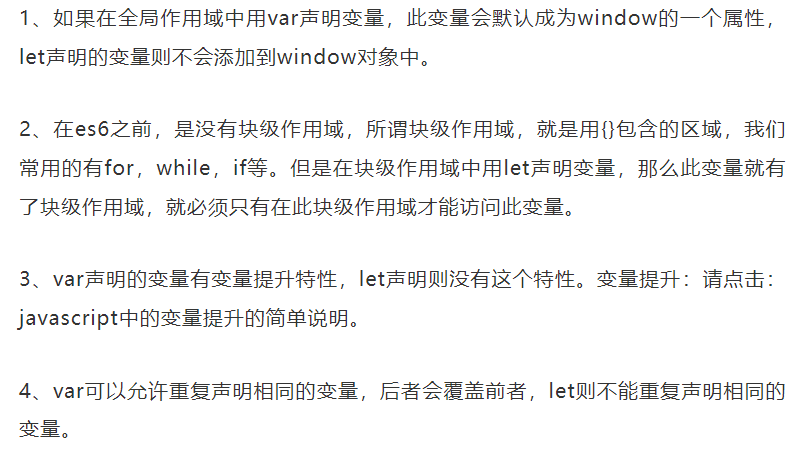 1、如果在全局作用域中用var声明变量，此变量会默认成为window的一个属性，
let声明的变量则不会添加到window对象中。
2、在es6之前，是没有块级作用域，所谓块级作用域，就是用{}包含的区域，我们
常用的有for，while，if等。但是在块级作用域中用let声明变量，那么此变量就有
了块级作用域，就必须只有在此块级作用域才能访问此变量。
3、var声明的变量有变量提升特性，let声明则没有这个特性。变量提升：请点击：
javascript中的变量提升的简单说明。
4、var可以允许重复声明相同的变量，后者会覆盖前者，let则不能重复声明相同的
变量。